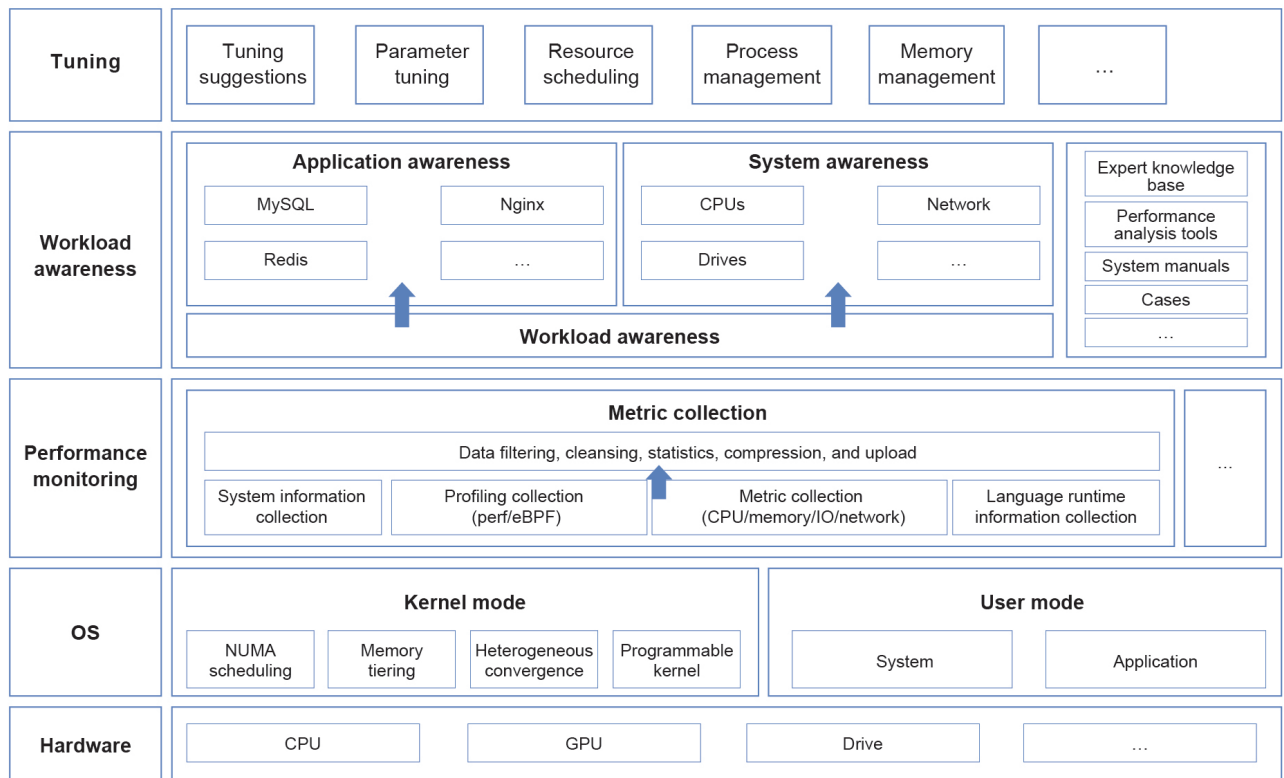 Tuning
Tuning
suggestions
Parameter
tuning
Resource
scheduling
Process
management
Memory
management
…
Workload
awareness
Application awareness
MySQL
Nginx
Redis
…
System awareness
CPUs
Network
Drives
…
Workload awareness
Expert knowledge
base
Performance
analysis tools
System manuals
Cases
…
Performance
monitoring
Metric collection
Data filtering, cleansing, statistics, compression, and upload
System information
collection
Profiling collection
(perf/eBPF)
Metric collection
(CPU/memory/IO/network)
Language runtime
information collection
…
OS
Kernel mode
NUMA
scheduling
Memory
tiering
Heterogeneous
convergence
Programmable
kernel
User mode
System
Application
Hardware
CPU
GPU
Drive
…